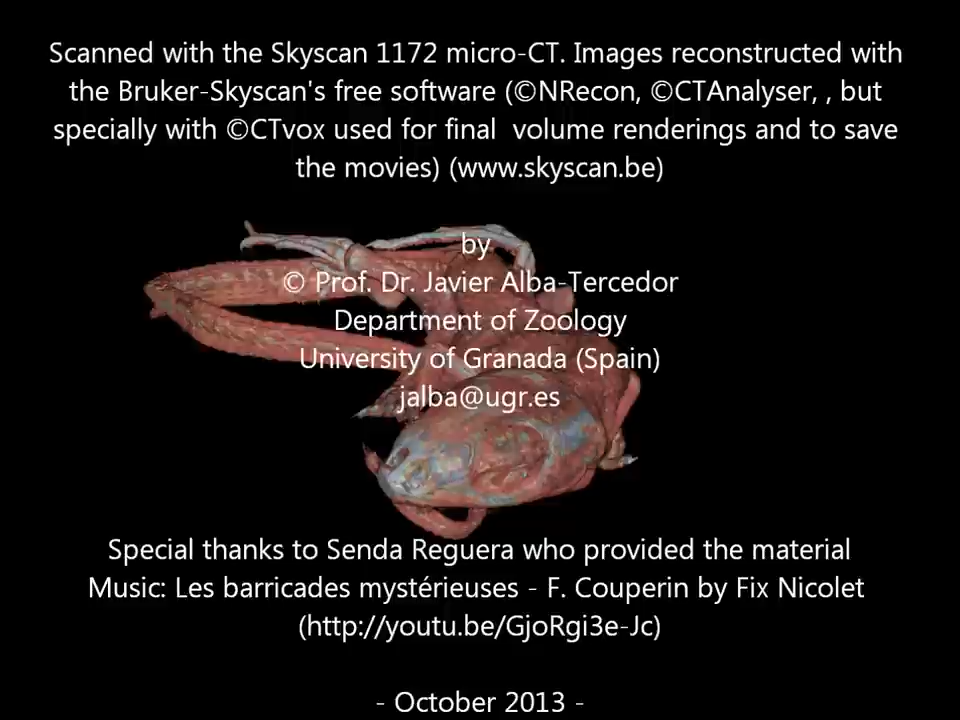 Scanned with the Skyscan 1172 micro-CT. Images reconstructed with
the Bruker-Skyscan's free software (©NRecon, ©CTAnalyser, , but
specially with ©CTvox used for final  volume renderings and to save
the movies) (www.skyscan.be)
by
© Prof. Dr. Javier Alba-Tercedor
Department of Zoology
University of Granada (Spain)
jalba@ugr.es
Special thanks to Senda Reguera who provided the material
Music: Les barricades mystérieuses - F. Couperin by Fix Nicolet
(http://youtu.be/GjoRgi3e-Jc)
- October 2013 -